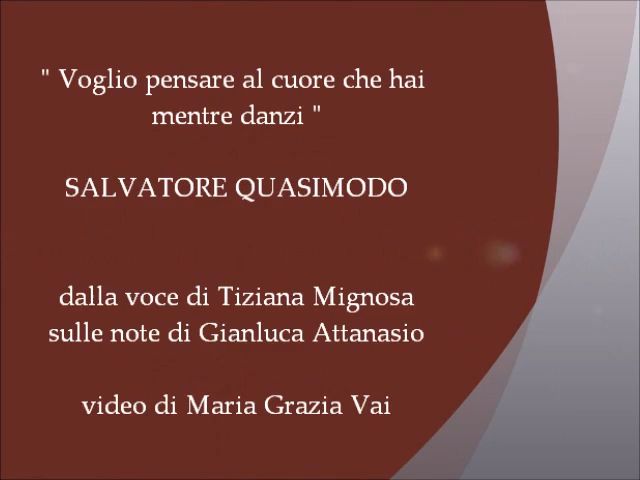 " Voglio pensare al cuore che hai
mentre danzi "
SALVATORE QUASIMODO
dalla voce di Tiziana Mignosa
sulle note di Gianluca Attanasio
video di Maria Grazia Vai